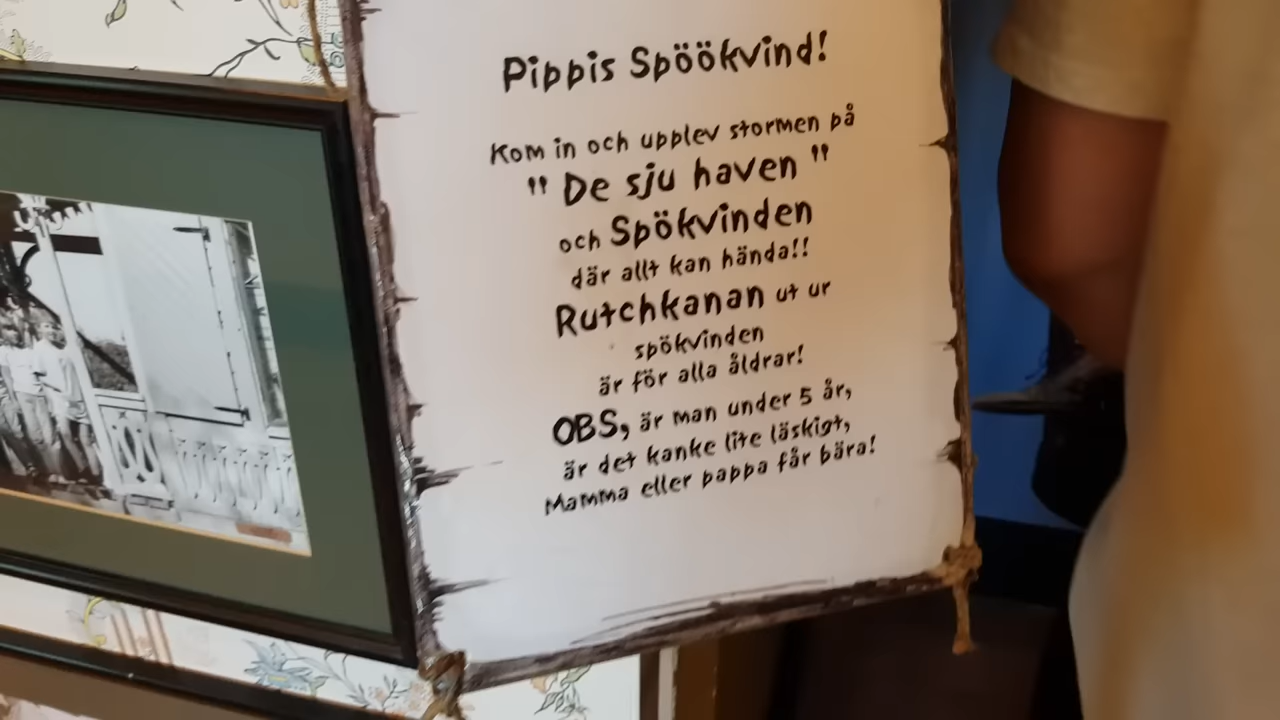 Pippis Spöökvind!
Kom in och upplev stormen på
" De sju haven "
och Spökvinden
där allt kan hända!!
Rutchkanan ut ur
spökvinden
är för alla åldrar!
OBS, är man under 5 år,
är det kanke lite läskigt,
Mamma eller pappa får bära!